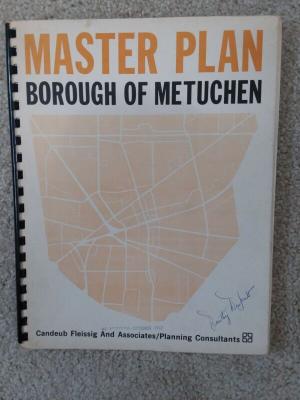 MASTER PLAN
BOROUGH OF METUCHEN
Candeub Fleissig And Associates/Planning Consultants